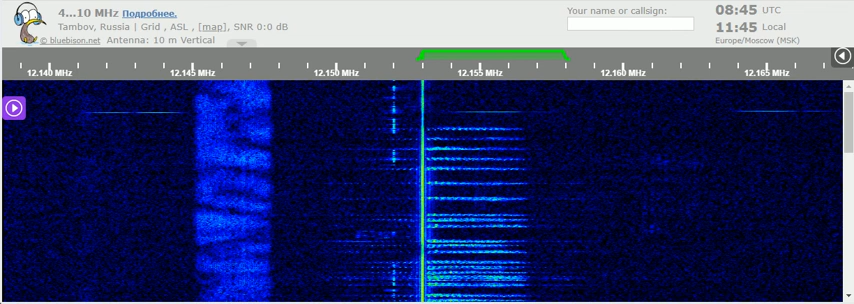 4...10 MHz Подробнее.
Tambov, Russia | Grid , ASL , [map], SNR 0:0 dB
© bluebison.net Antenna: 10 m Vertical
Your name or callsign:
08:45 UTC
11:45 Local
Europe/Moscow (MSK)
12.140 MHz 12.145 MHz 12.150 MHz 12.155 MHz 12.160 MHz 12.165 MHz